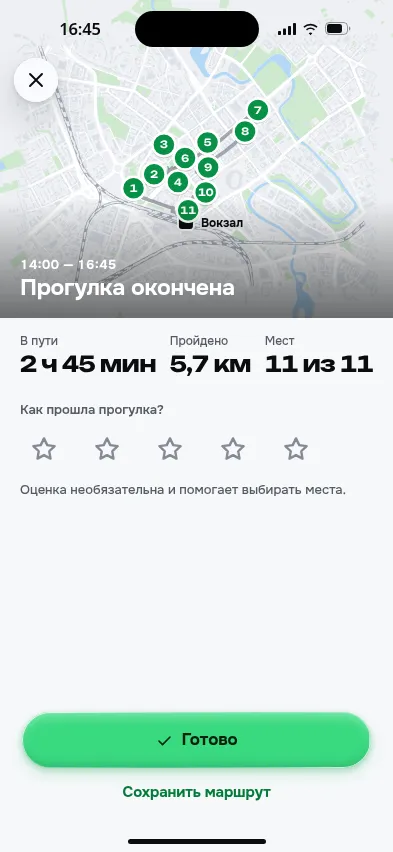 16:45
7
8
3
5
6
9
2
4
1
10
11
Вокзал
14:00 — 16:45
Прогулка окончена
В пути Пройдено Мест
2 ч 45 мин 5,7 км 11 из 11
Как прошла прогулка?
Оценка необязательна и помогает выбирать места.
Готово
Сохранить маршрут